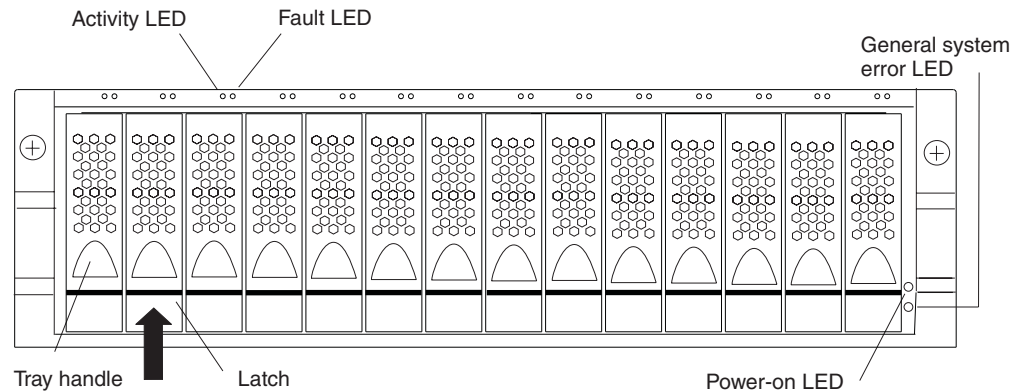 Activity LED
Fault LED
General system
error LED
Tray handle
Latch
Power-on LED